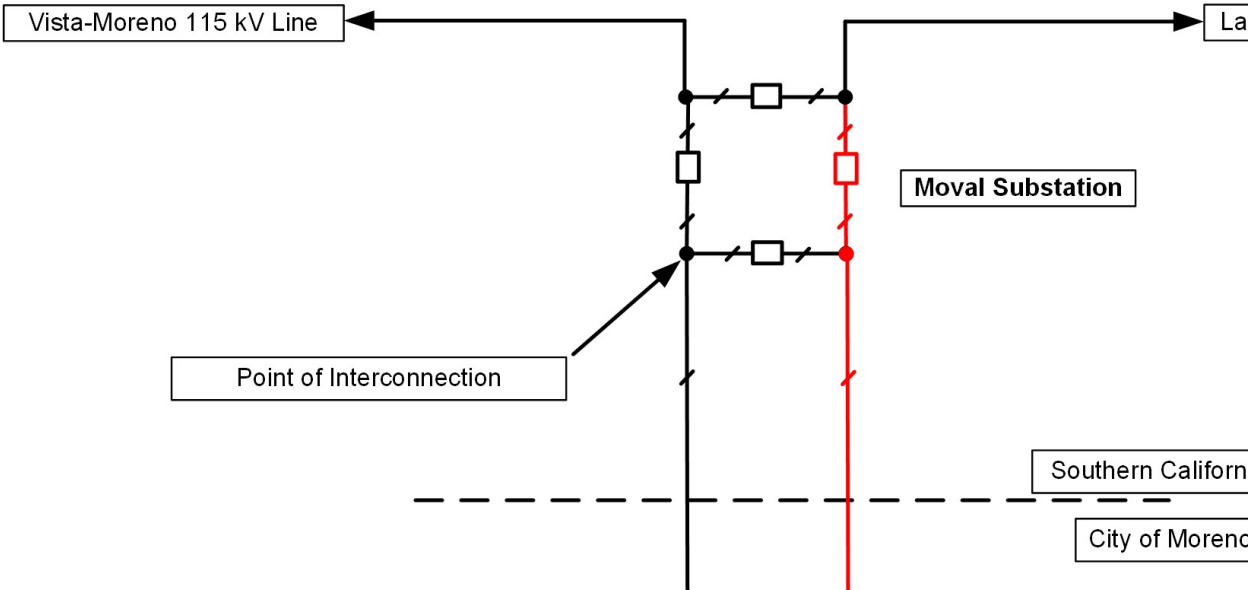 Vista-Moreno 115 kV Line
La
Moval Substation
Point of Interconnection
Southern Californ
City of Moreno